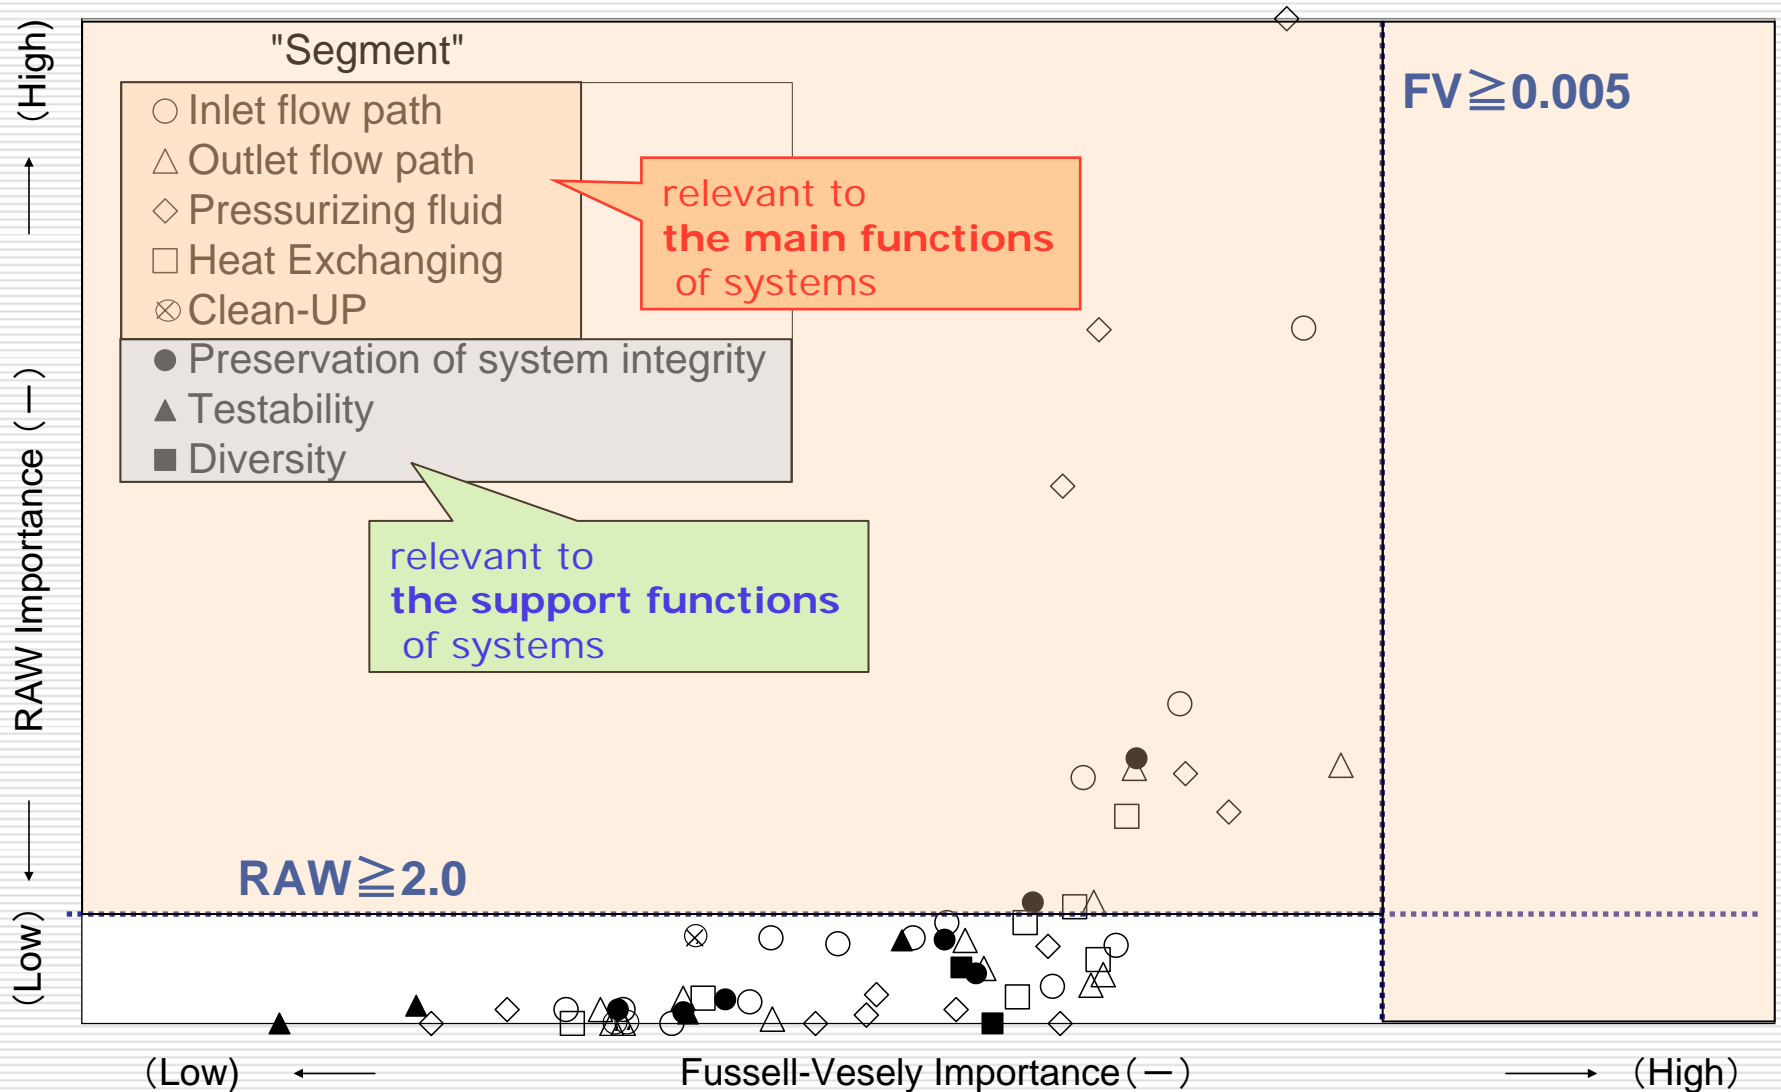 "Segment"
Inlet flow path
Outlet flow path
Pressurizing fluid
Heat Exchanging
Clean-UP
Preservation of system integrity
Testability
Diversity
relevant to
the main functions
of systems
relevant to
the support functions
of systems
FV≧0.005
RAW≧2.0
(High)
RAW Importance (－)
(Low)
(Low)
Fussell-Vesely Importance(－)
(High)